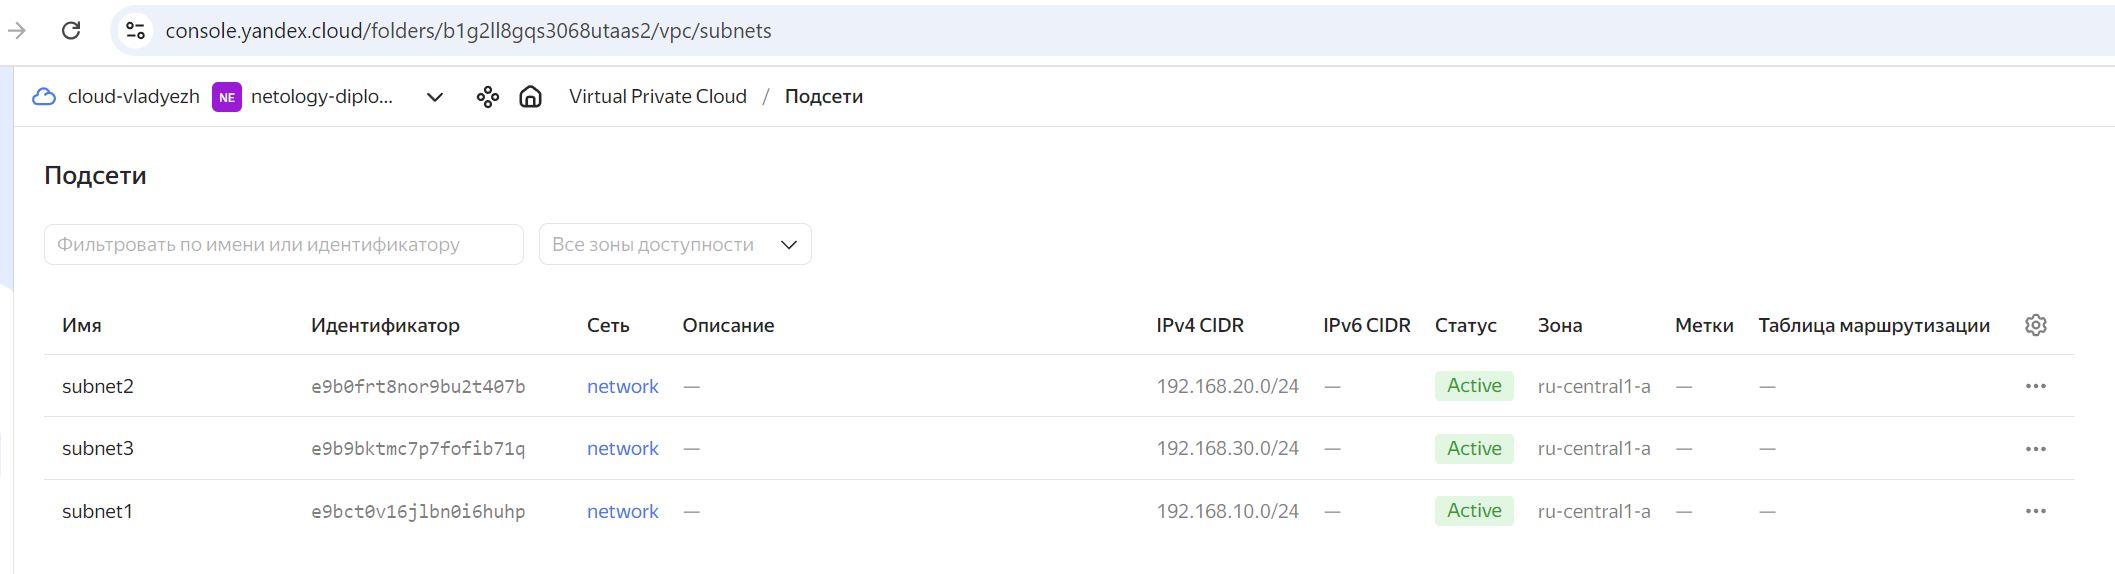 console.yandex.cloud/folders/b1g2ll8gqs3068utaas2/vpc/subnets
cloud-vladyezh NE netology-diplo... Virtual Private Cloud / Подсети
Подсети
Фильтровать по имени или идентификатору Все зоны доступности
Имя Идентификатор Сеть Описание IPv4 CIDR IPv6 CIDR Статус Зона Метки Таблица маршрутизации
subnet2 e9b0frt8nor9bu2t407b network — 192.168.20.0/24 — Active ru-central1-a — —
subnet3 e9b9bktmc7p7fofib71q network — 192.168.30.0/24 — Active ru-central1-a — —
subnet1 e9bct0v16jlbn0i6huhp network — 192.168.10.0/24 — Active ru-central1-a — —